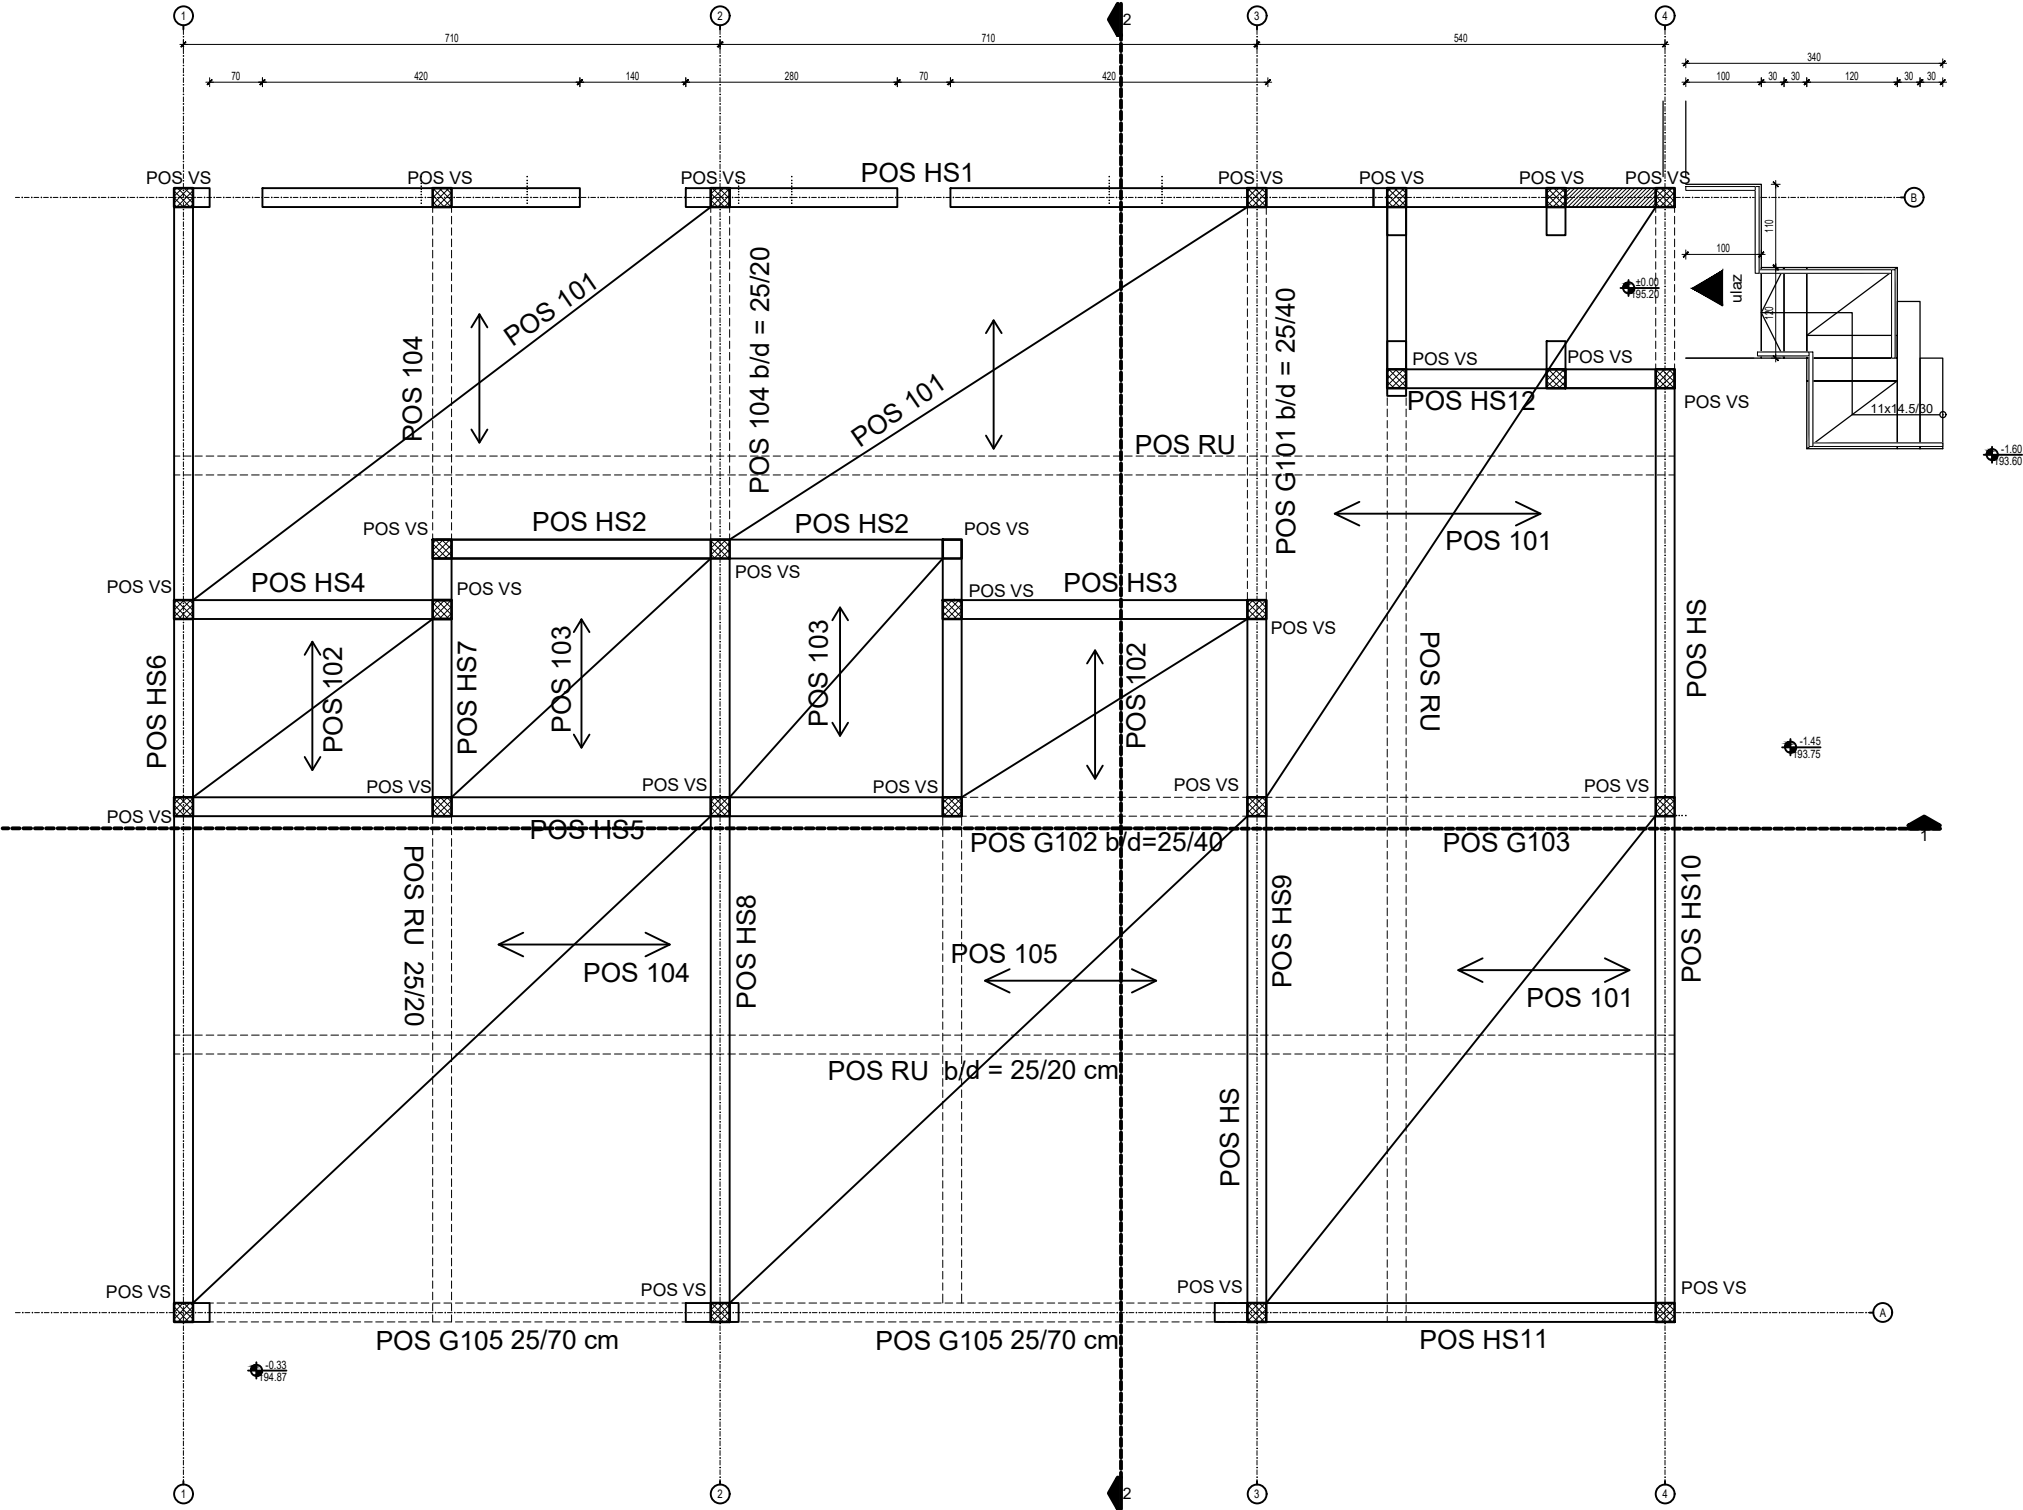 1 2 2 3 4
710 710 540
340
70 420 140 280 70 420
100 30 30 120 30 30
POS VS POS VS POS VS POS HS1 POS VS POS VS POS VS POS VS
B
110
100
POS 104
POS 101
POS 104 b/d = 25/20
POS 101
POS G101 b/d = 25/40
±0.00
195.20
ulaz
120
POS VS POS VS
POS HS12
POS VS
11x14.5/30
POS RU
-1.60
193.60
POS VS POS HS2 POS HS2 POS VS
POS 101
POS VS POS HS4 POS VS POS VS POS VS POS HS3
POS VS
POS HS6
POS 102
POS HS7
POS 103
POS 103
POS 102
POS RU
POS HS
-1.45
193.75
POS VS POS VS POS VS POS VS POS VS
POS VS
POS HS5
POS G102 b/d=25/40 POS G103
1
POS RU 25/20
POS HS8
POS HS9
POS HS10
POS 104
POS 105
POS 101
POS RU b/d = 25/20 cm
POS HS
POS VS POS VS POS VS POS VS
A
POS G105 25/70 cm POS G105 25/70 cm POS HS11
-0.33
194.87
1 2 2 3 4